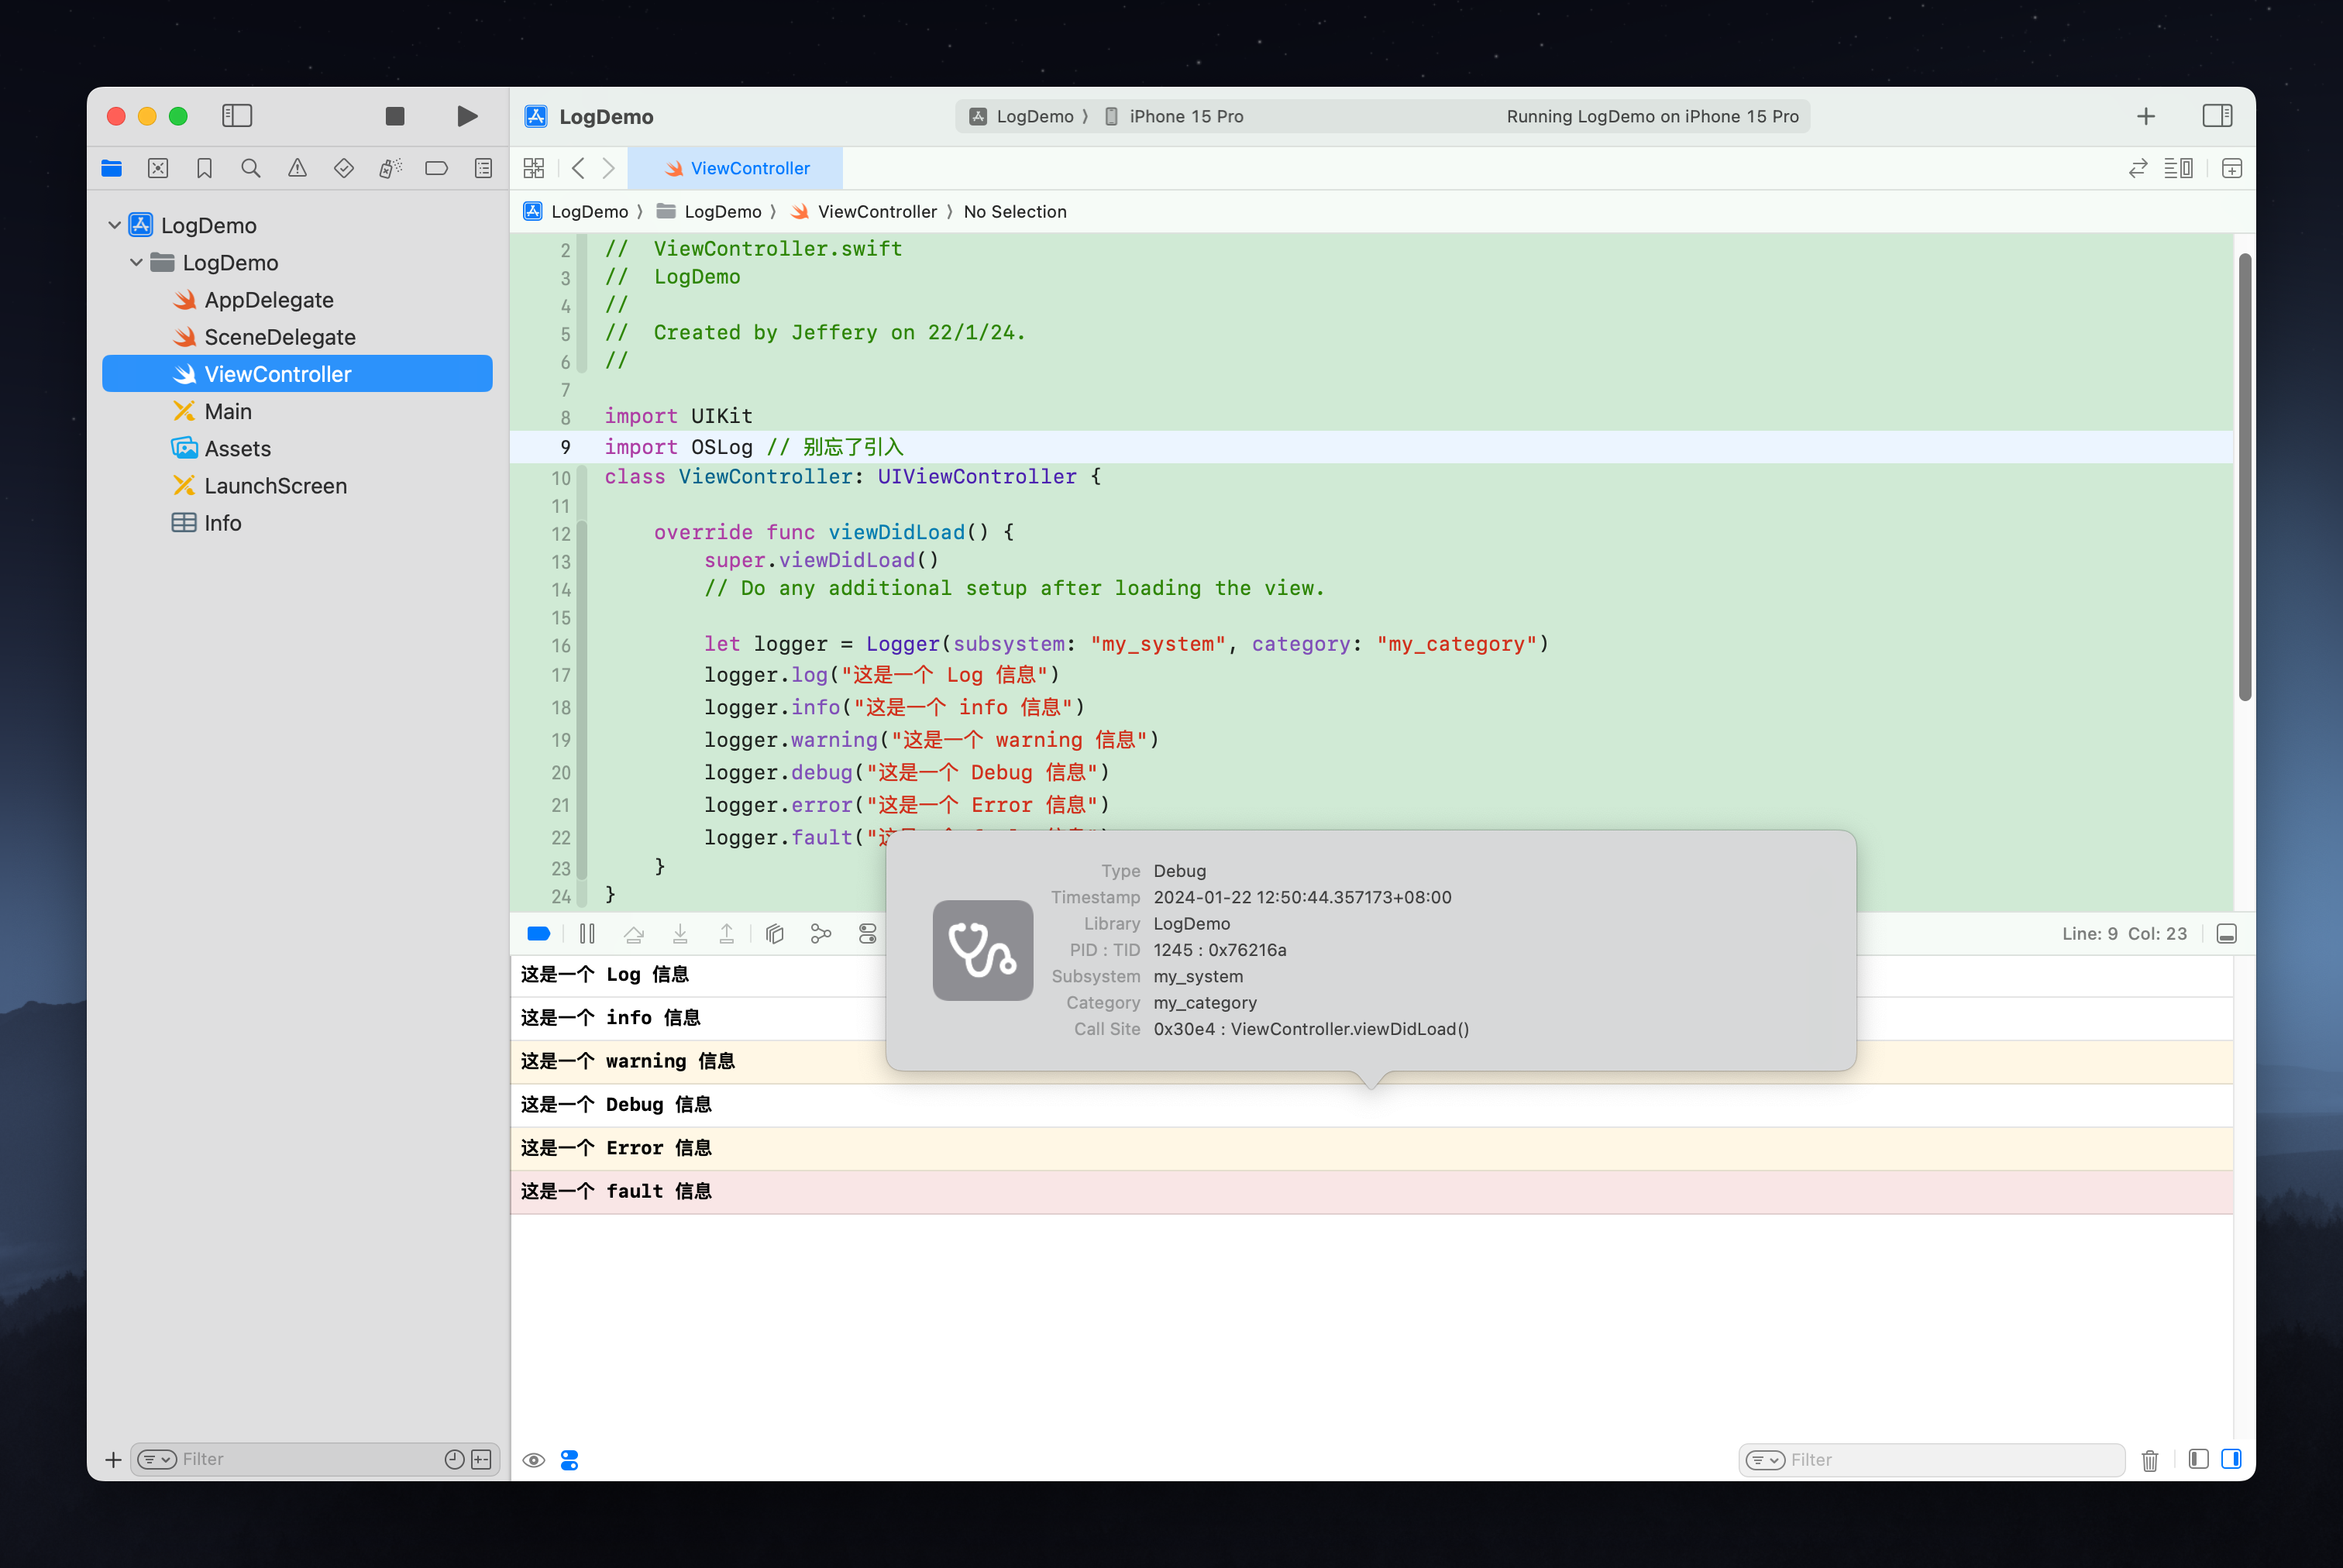 LogDemo
LogDemo
iPhone 15 Pro
Running LogDemo on iPhone 15 Pro
ViewController
LogDemo
LogDemo
ViewController
No Selection
LogDemo
LogDemo
AppDelegate
SceneDelegate
ViewController
Main
Assets
LaunchScreen
Info
Filter
2 //  ViewController.swift
3 //  LogDemo
4 //
5 //  Created by Jeffery on 22/1/24.
6 //
7
8 import UIKit
9 import OSLog // 别忘了引入
10 class ViewController: UIViewController {
11
12     override func viewDidLoad() {
13         super.viewDidLoad()
14         // Do any additional setup after loading the view.
15
16         let logger = Logger(subsystem: "my_system", category: "my_category")
17         logger.log("这是一个 Log 信息")
18         logger.info("这是一个 info 信息")
19         logger.warning("这是一个 warning 信息")
20         logger.debug("这是一个 Debug 信息")
21         logger.error("这是一个 Error 信息")
22         logger.fault("
23     }
24 }
Type Debug
Timestamp 2024-01-22 12:50:44.357173+08:00
Library LogDemo
PID : TID 1245 : 0x76216a
Subsystem my_system
Category my_category
Call Site 0x30e4 : ViewController.viewDidLoad()
Line: 9 Col: 23
这是一个 Log 信息
这是一个 info 信息
这是一个 warning 信息
这是一个 Debug 信息
这是一个 Error 信息
这是一个 fault 信息
Filter